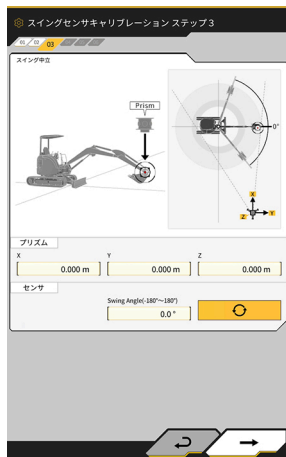 スイングセンサキャリブレーション ステップ3
01 02 03
スイング中立
Prism
0°
X
Z Y
プリズム
X Y Z
0.000 m 0.000 m 0.000 m
センサ
Swing Angle(-180°~180°)
0.0 °